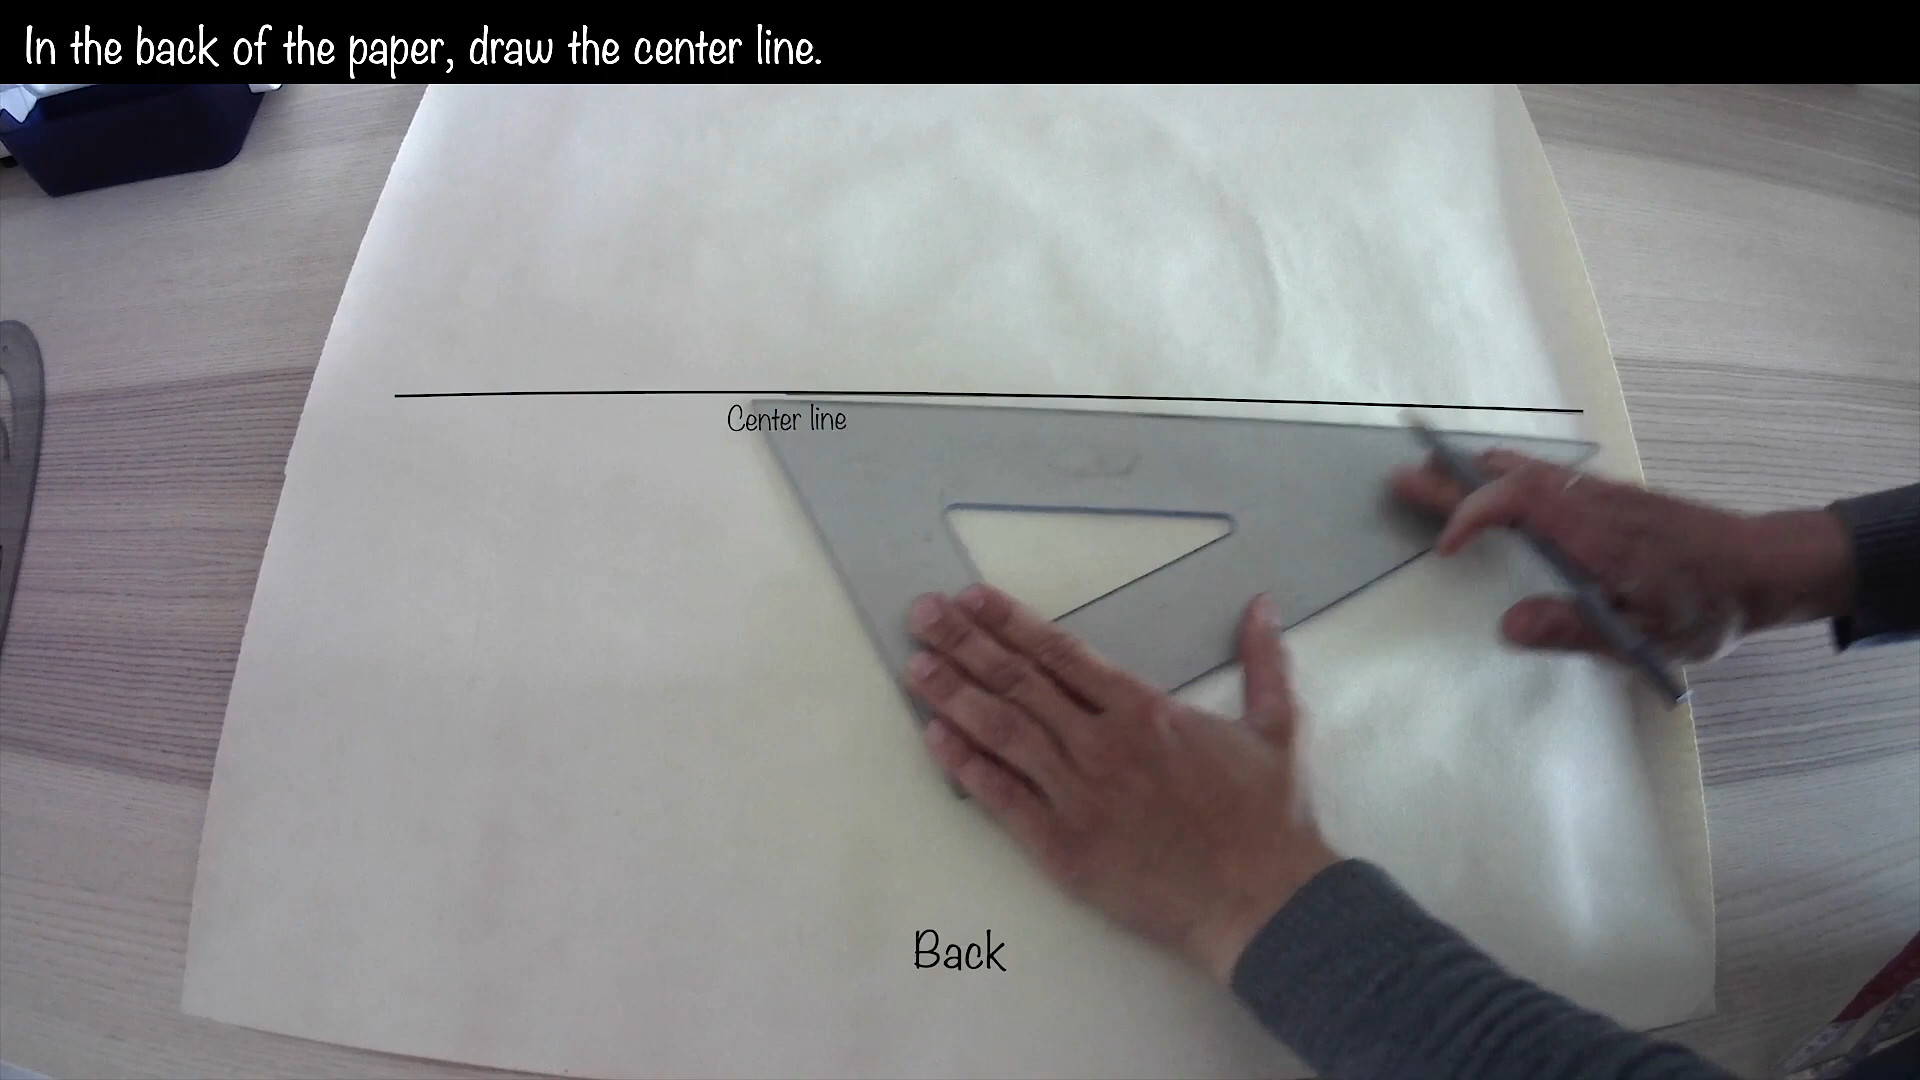 In the back of the paper, draw the center line.
Center line
Back